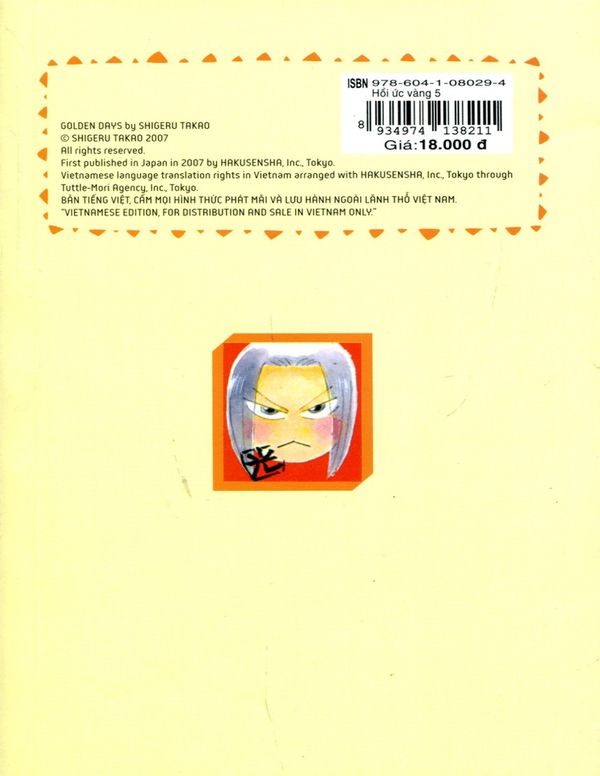 ISBN 978-604-1-08029-4
Hồi ức vàng 5
8 934974 138211
Giá: 18.000 đ
GOLDEN DAYS by SHIGERU TAKAO
© SHIGERU TAKAO 2007
All rights reserved.
First published in Japan in 2007 by HAKUSENSHA, Inc., Tokyo.
Vietnamese language translation rights in Vietnam arranged with HAKUSENSHA, Inc., Tokyo through
Tuttle-Mori Agency, Inc., Tokyo.
BẢN TIẾNG VIỆT, CẤM MỌI HÌNH THỨC PHÁT MÃI VÀ LƯU HÀNH NGOÀI LÃNH THỔ VIỆT NAM.
"VIETNAMESE EDITION, FOR DISTRIBUTION AND SALE IN VIETNAM ONLY."
光